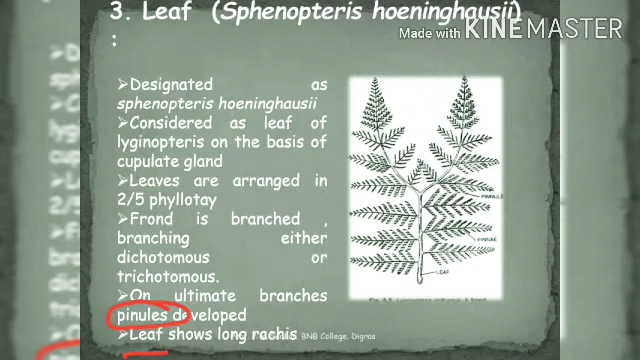 3. Leaf (Sphenopteris hoeninghausii)
:
Made with KINEMASTER
➢Designated as
sphenopteris hoeninghausii
➢Considered as leaf of
lyginopteris on the basis of
cupulate gland
➢Leaves are arranged in
2/5 phyllotay
➢Frond is branched ,
branching either
dichotomous or
trichotomous.
➢On ultimate branches
pinules developed
➢Leaf shows long rachis
BNB College, Digras
PINNULE
PINNAE
LEAF